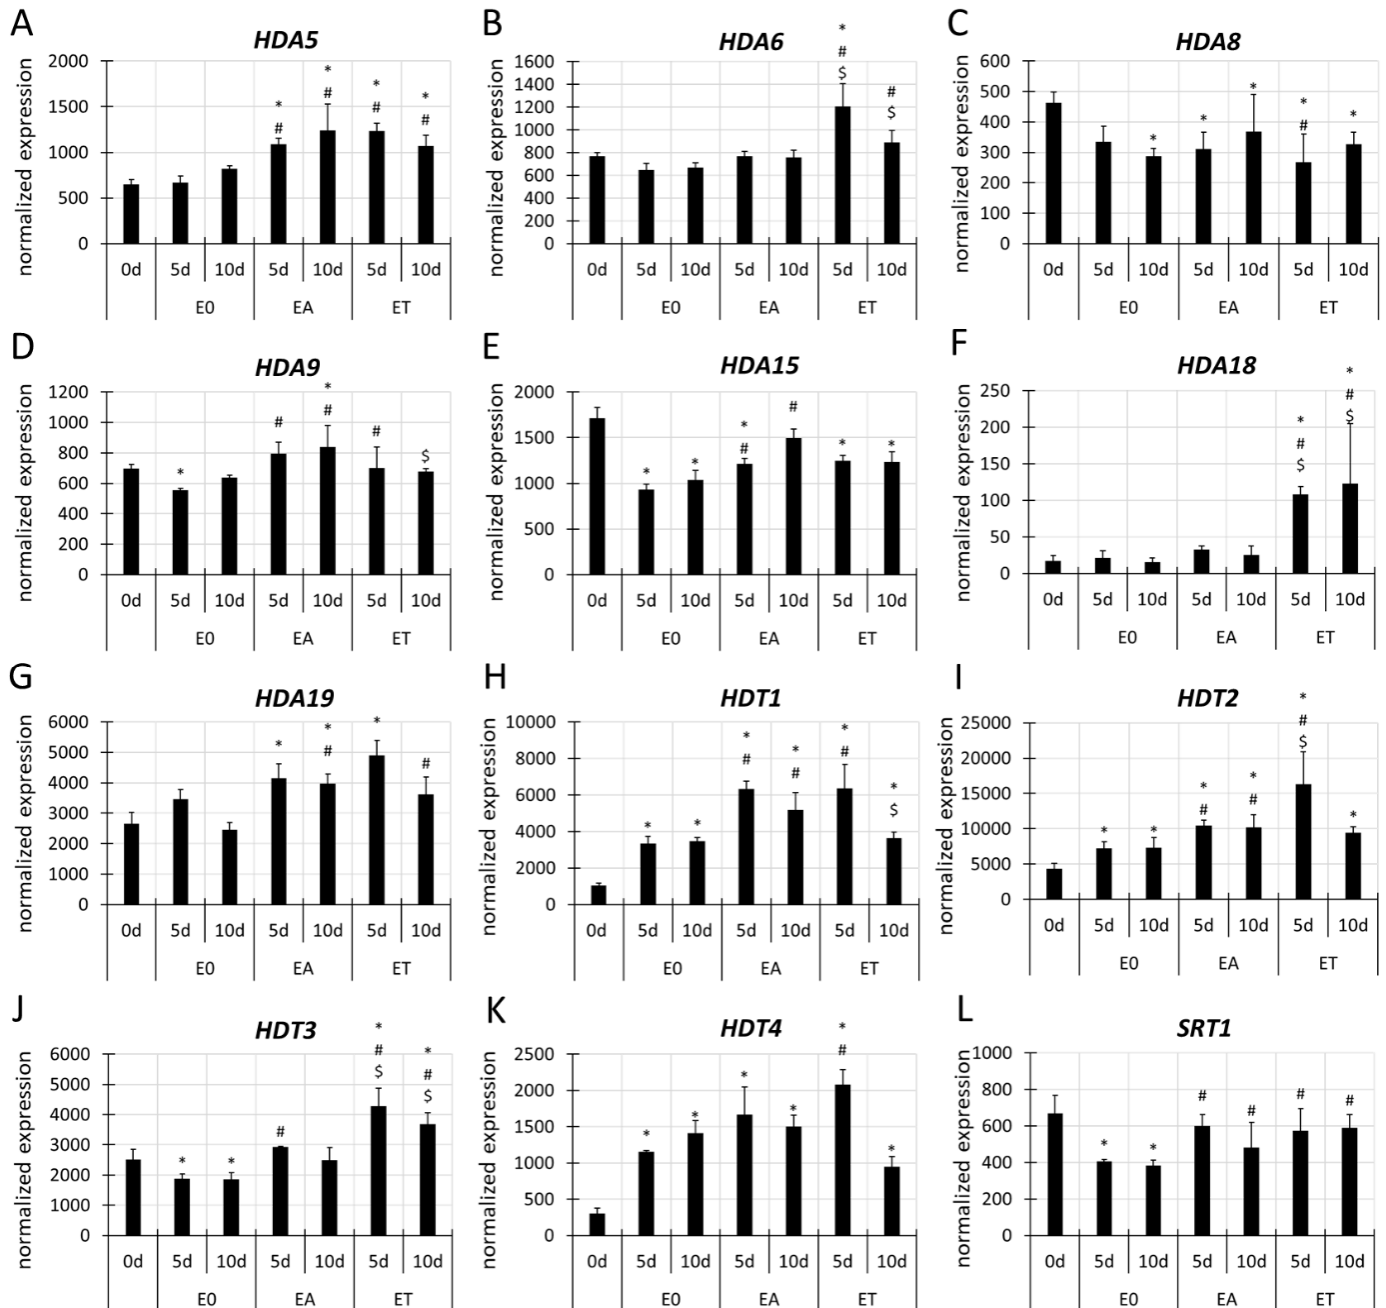 A
HDA5
normalized expression
2000
1500
1000
500
0
*
#
*
#
*
#
*
#
0d 5d 10d 5d 10d 5d 10d
E0 EA ET
B
HDA6
normalized expression
1600
1400
1200
1000
800
600
400
200
0
*
#
$
#
$
0d 5d 10d 5d 10d 5d 10d
E0 EA ET
C
HDA8
normalized expression
600
500
400
300
200
100
0
*
*
*
*
#
*
0d 5d 10d 5d 10d 5d 10d
E0 EA ET
D
HDA9
normalized expression
1200
1000
800
600
400
200
0
*
#
*
#
#
$
0d 5d 10d 5d 10d 5d 10d
E0 EA ET
E
HDA15
normalized expression
2000
1500
1000
500
0
*
*
*
#
#
*
*
0d 5d 10d 5d 10d 5d 10d
E0 EA ET
F
HDA18
normalized expression
250
200
150
100
50
0
*
#
$
*
#
$
0d 5d 10d 5d 10d 5d 10d
E0 EA ET
G
HDA19
normalized expression
6000
5000
4000
3000
2000
1000
0
*
*
#
*
#
0d 5d 10d 5d 10d 5d 10d
E0 EA ET
H
HDT1
normalized expression
10000
8000
6000
4000
2000
0
*
*
*
#
*
#
*
#
*
$
0d 5d 10d 5d 10d 5d 10d
E0 EA ET
I
HDT2
normalized expression
25000
20000
15000
10000
5000
0
*
*
*
#
*
#
*
#
$
*
0d 5d 10d 5d 10d 5d 10d
E0 EA ET
J
HDT3
normalized expression
6000
5000
4000
3000
2000
1000
0
*
*
#
*
#
$
*
#
$
0d 5d 10d 5d 10d 5d 10d
E0 EA ET
K
HDT4
normalized expression
2500
2000
1500
1000
500
0
*
*
*
*
*
#
*
0d 5d 10d 5d 10d 5d 10d
E0 EA ET
L
SRT1
normalized expression
1000
800
600
400
200
0
*
*
#
#
#
#
0d 5d 10d 5d 10d 5d 10d
E0 EA ET